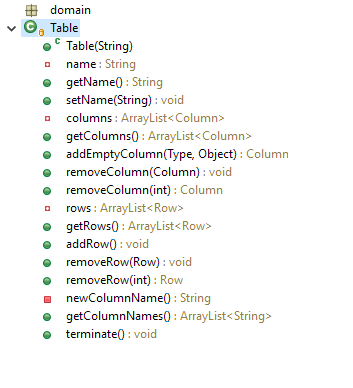 domain
Table
Table(String)
name : String
getName() : String
setName(String) : void
columns : ArrayList<Column>
getColumns() : ArrayList<Column>
addEmptyColumn(Type, Object) : Column
removeColumn(Column) : void
removeColumn(int) : Column
rows : ArrayList<Row>
getRows() : ArrayList<Row>
addRow() : void
removeRow(Row) : void
removeRow(int) : Row
newColumnName() : String
getColumnNames() : ArrayList<String>
terminate() : void